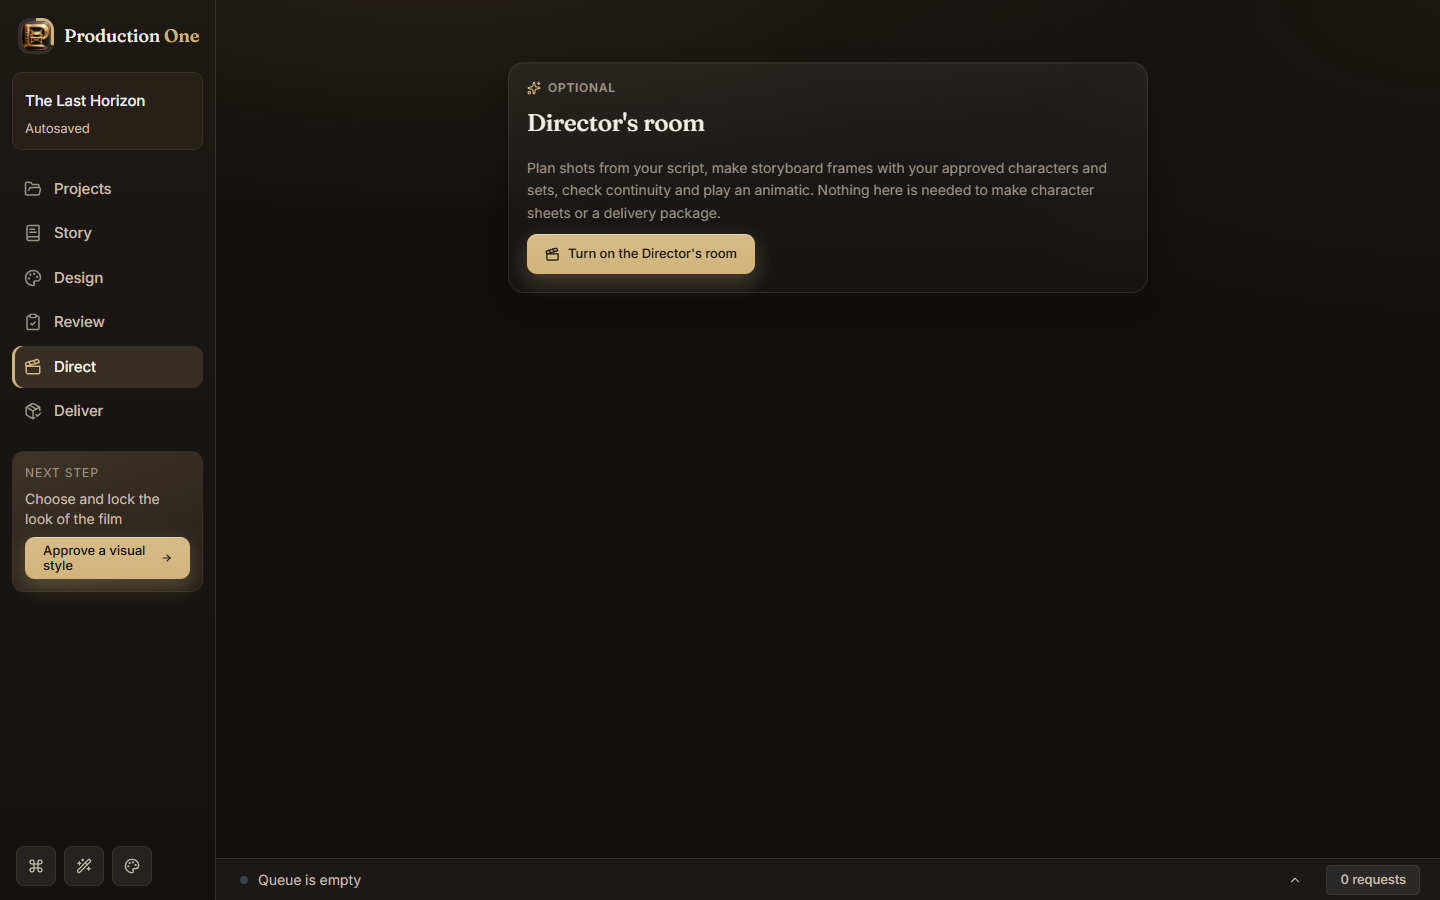 Production One
The Last Horizon
Autosaved
Projects
Story
Design
Review
Direct
Deliver
NEXT STEP
Choose and lock the
look of the film
Approve a visual
style
OPTIONAL
Director's room
Plan shots from your script, make storyboard frames with your approved characters and
sets, check continuity and play an animatic. Nothing here is needed to make character
sheets or a delivery package.
Turn on the Director's room
Queue is empty
0 requests